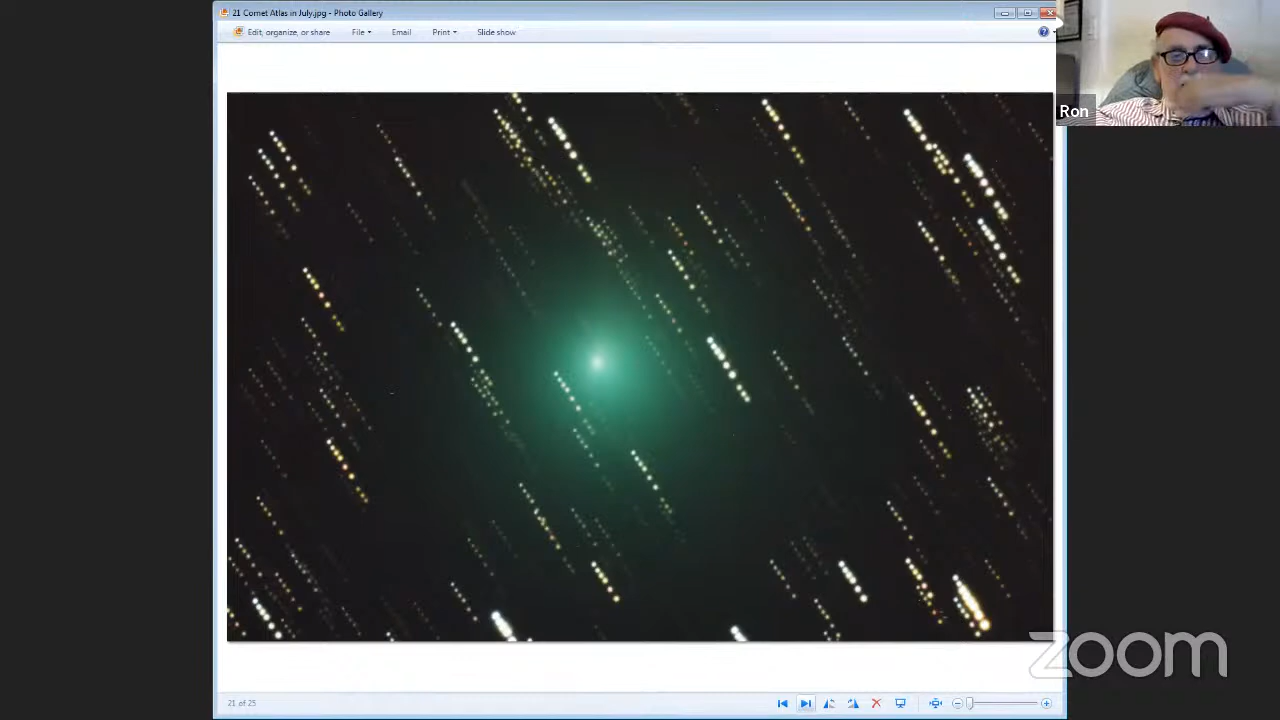 21 Comet Atlas in July.jpg - Photo Gallery
Edit, organize, or share File Email Print Slide show
Ron
zoom
21 of 25